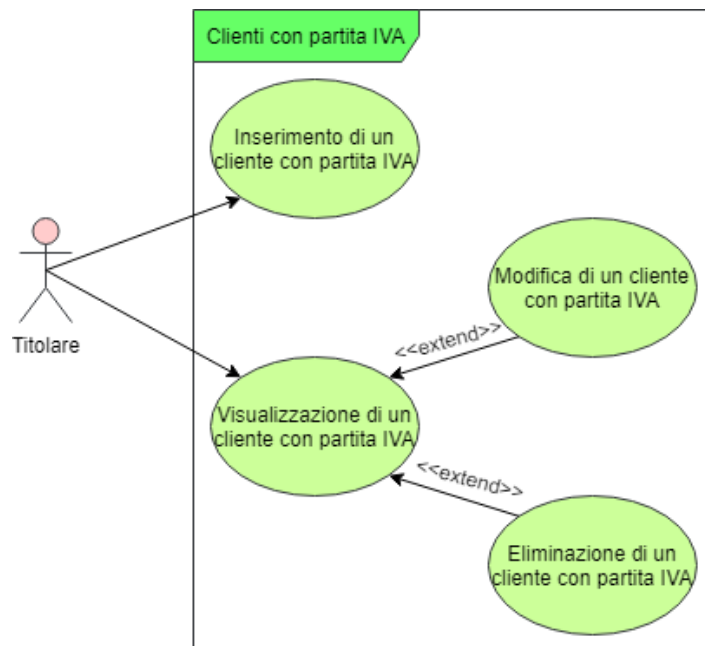 Clienti con partita IVA
Inserimento di un
cliente con partita IVA
Titolare
Modifica di un cliente
con partita IVA
<<extend>>
Visualizzazione di un
cliente con partita IVA
<<extend>>
Eliminazione di un
cliente con partita IVA